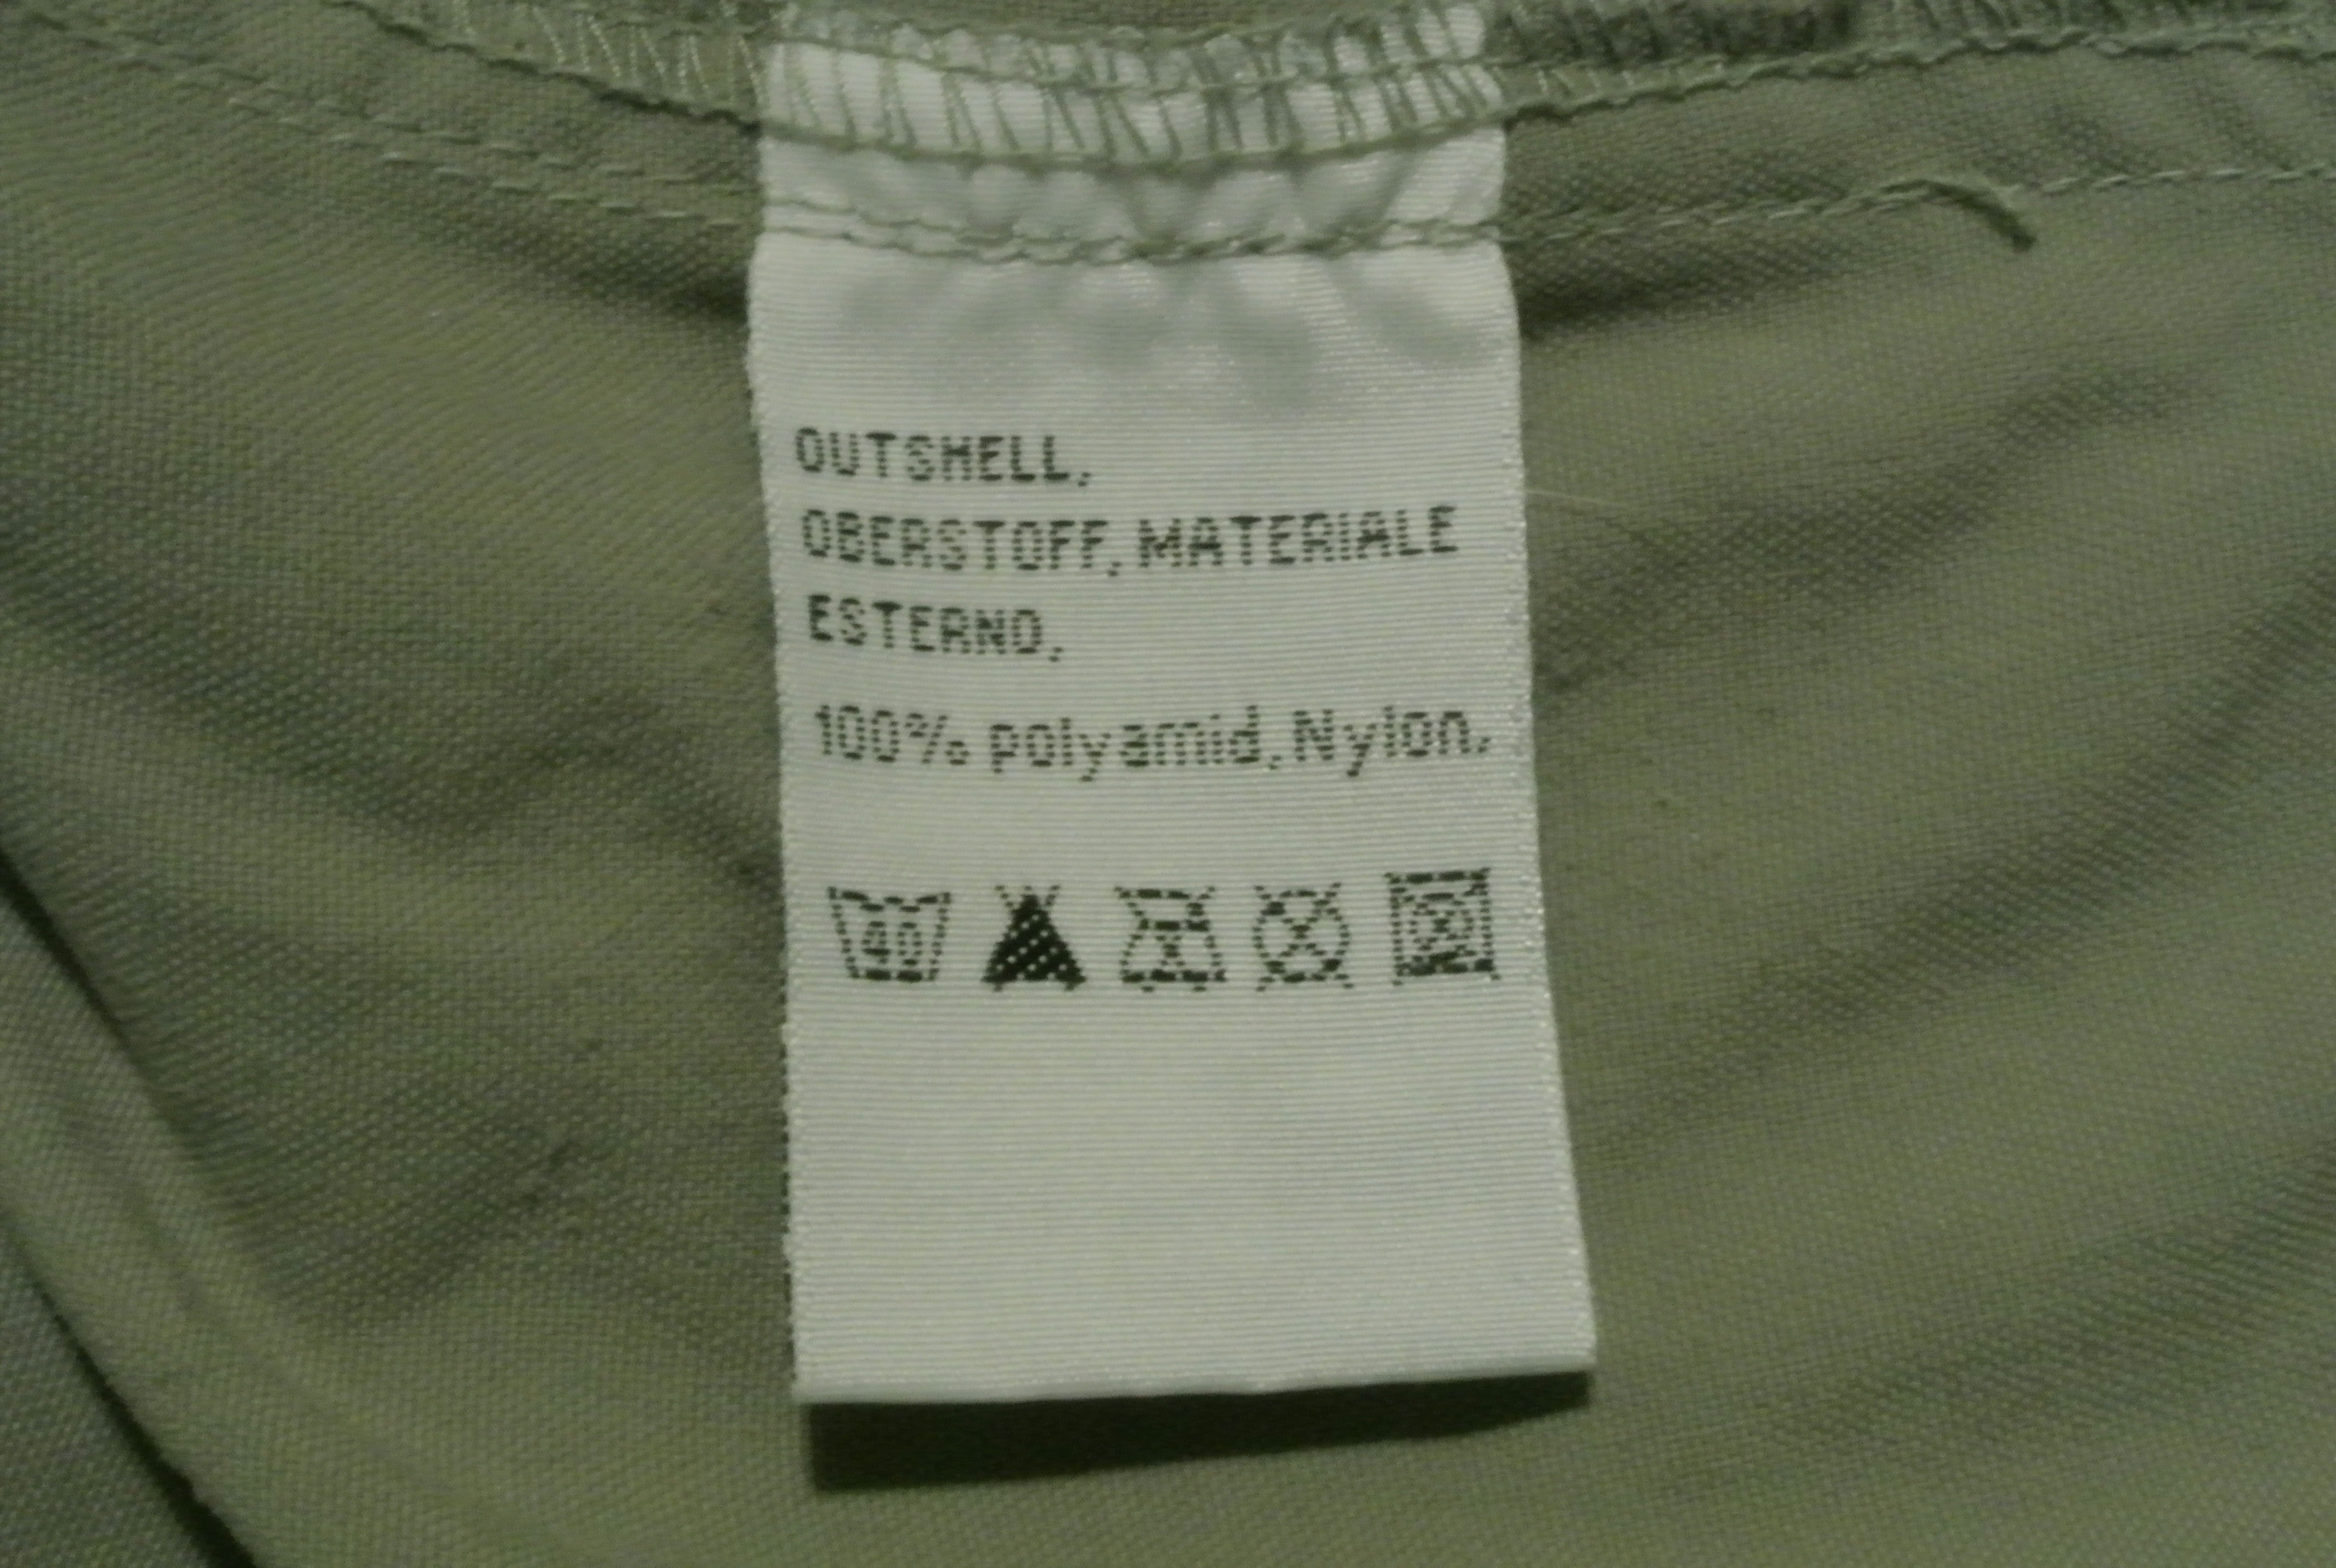 OUTSHELL,
OBERSTOFF, MATERIALE
ESTERNO,
100% polyamid, Nylon,
40